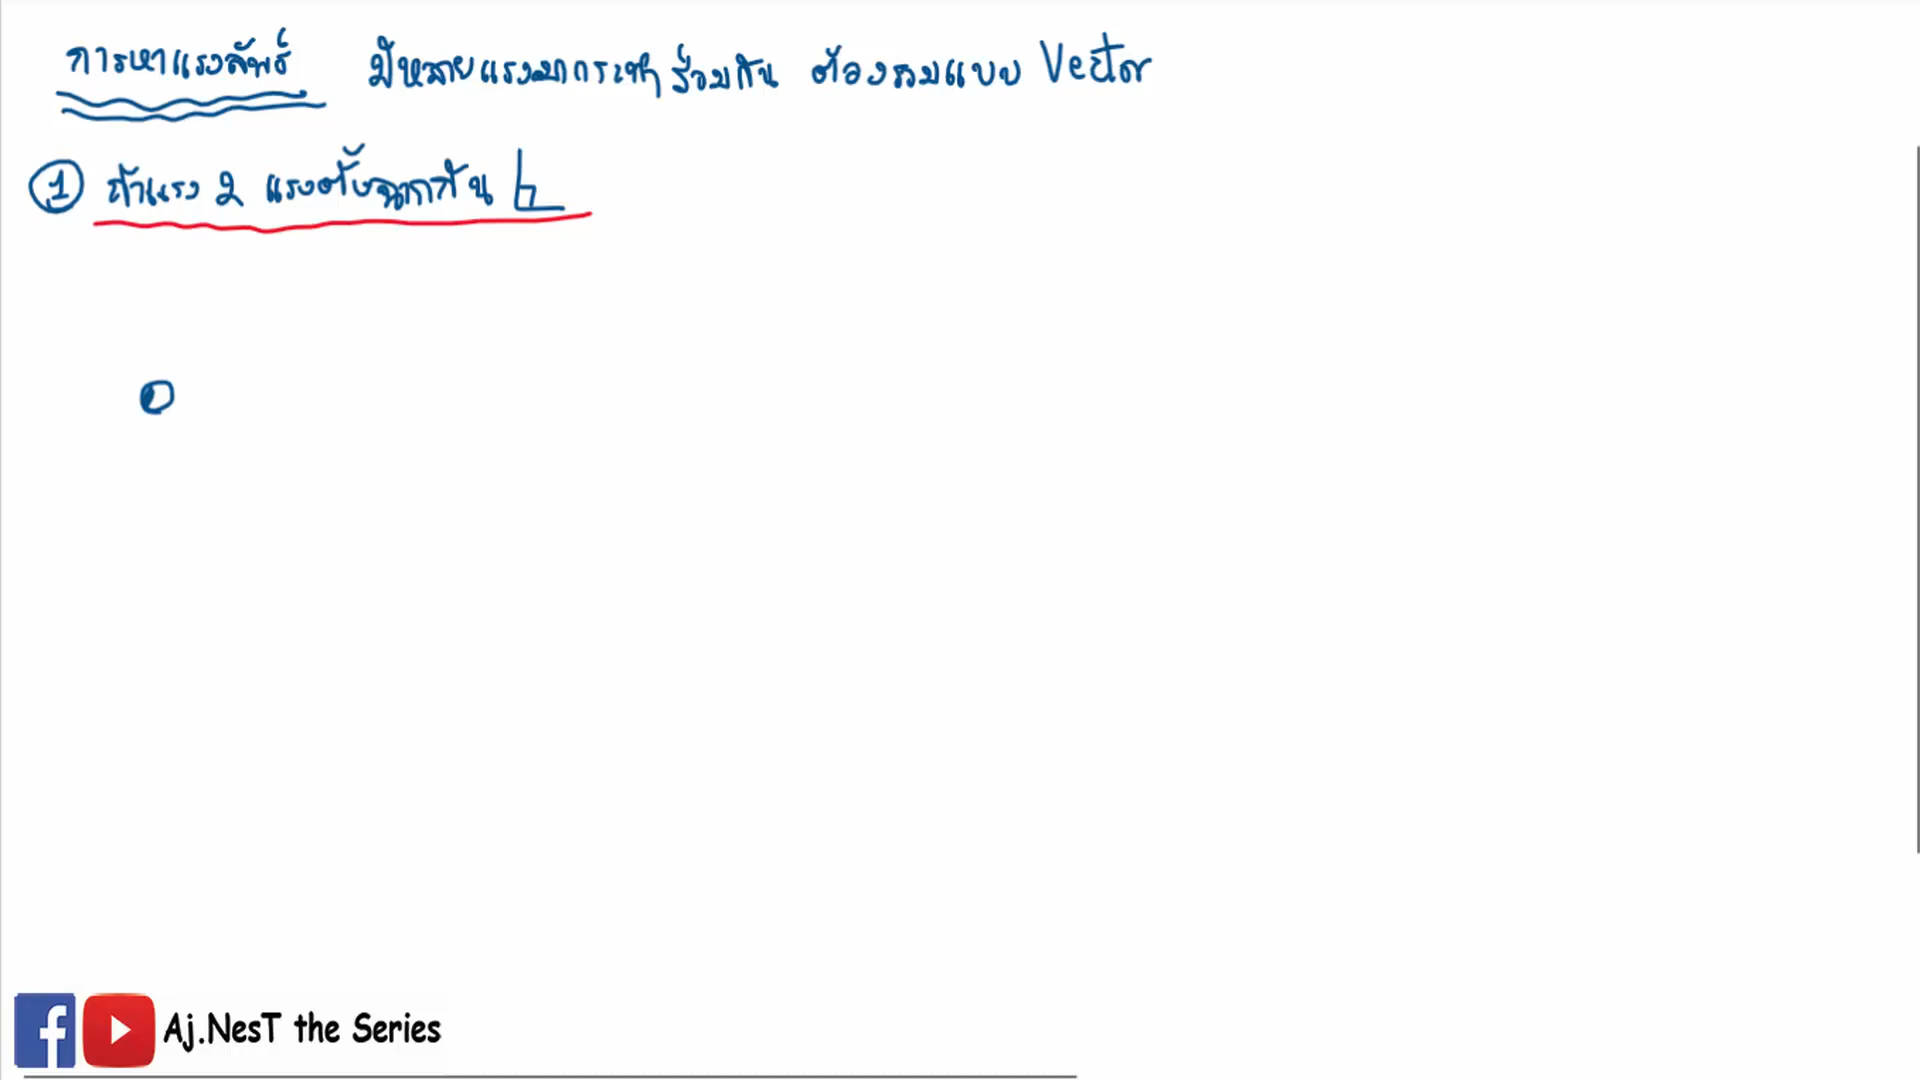 การหาแรงลัพธ์ มีหลายแรงมากระทำร่วมกัน ต้องรวมแบบ Vector
1 ถ้าแรง 2 แรงตั้งฉากกัน
Aj.NesT the Series